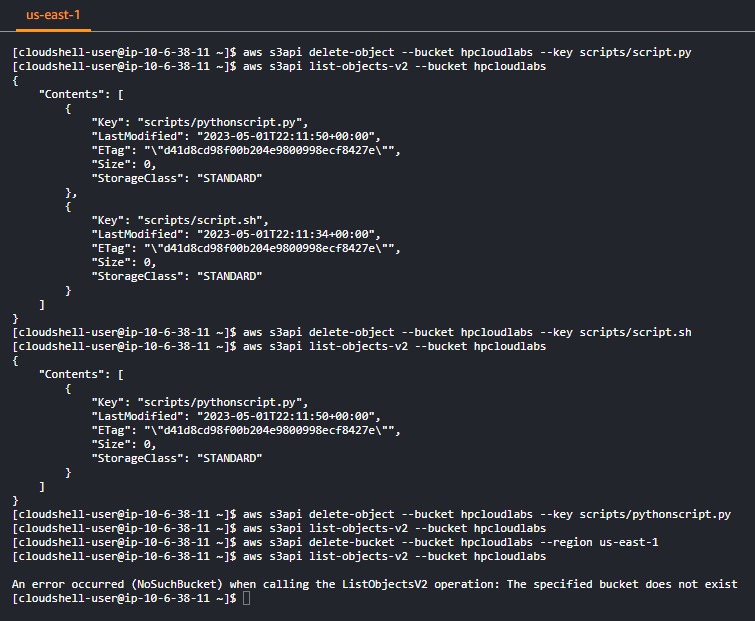 us-east-1
[cloudshell-user@ip-10-6-38-11 ~]$ aws s3api delete-object --bucket hpcloudlabs --key scripts/script.py
[cloudshell-user@ip-10-6-38-11 ~]$ aws s3api list-objects-v2 --bucket hpcloudlabs
{
    "Contents": [
        {
            "Key": "scripts/pythonscript.py",
            "LastModified": "2023-05-01T22:11:50+00:00",
            "ETag": "\"d41d8cd98f00b204e9800998ecf8427e\"",
            "Size": 0,
            "StorageClass": "STANDARD"
        },
        {
            "Key": "scripts/script.sh",
            "LastModified": "2023-05-01T22:11:34+00:00",
            "ETag": "\"d41d8cd98f00b204e9800998ecf8427e\"",
            "Size": 0,
            "StorageClass": "STANDARD"
        }
    ]
}
[cloudshell-user@ip-10-6-38-11 ~]$ aws s3api delete-object --bucket hpcloudlabs --key scripts/script.sh
[cloudshell-user@ip-10-6-38-11 ~]$ aws s3api list-objects-v2 --bucket hpcloudlabs
{
    "Contents": [
        {
            "Key": "scripts/pythonscript.py",
            "LastModified": "2023-05-01T22:11:50+00:00",
            "ETag": "\"d41d8cd98f00b204e9800998ecf8427e\"",
            "Size": 0,
            "StorageClass": "STANDARD"
        }
    ]
}
[cloudshell-user@ip-10-6-38-11 ~]$ aws s3api delete-object --bucket hpcloudlabs --key scripts/pythonscript.py
[cloudshell-user@ip-10-6-38-11 ~]$ aws s3api list-objects-v2 --bucket hpcloudlabs
[cloudshell-user@ip-10-6-38-11 ~]$ aws s3api delete-bucket --bucket hpcloudlabs --region us-east-1
[cloudshell-user@ip-10-6-38-11 ~]$ aws s3api list-objects-v2 --bucket hpcloudlabs

An error occurred (NoSuchBucket) when calling the ListObjectsV2 operation: The specified bucket does not exist
[cloudshell-user@ip-10-6-38-11 ~]$